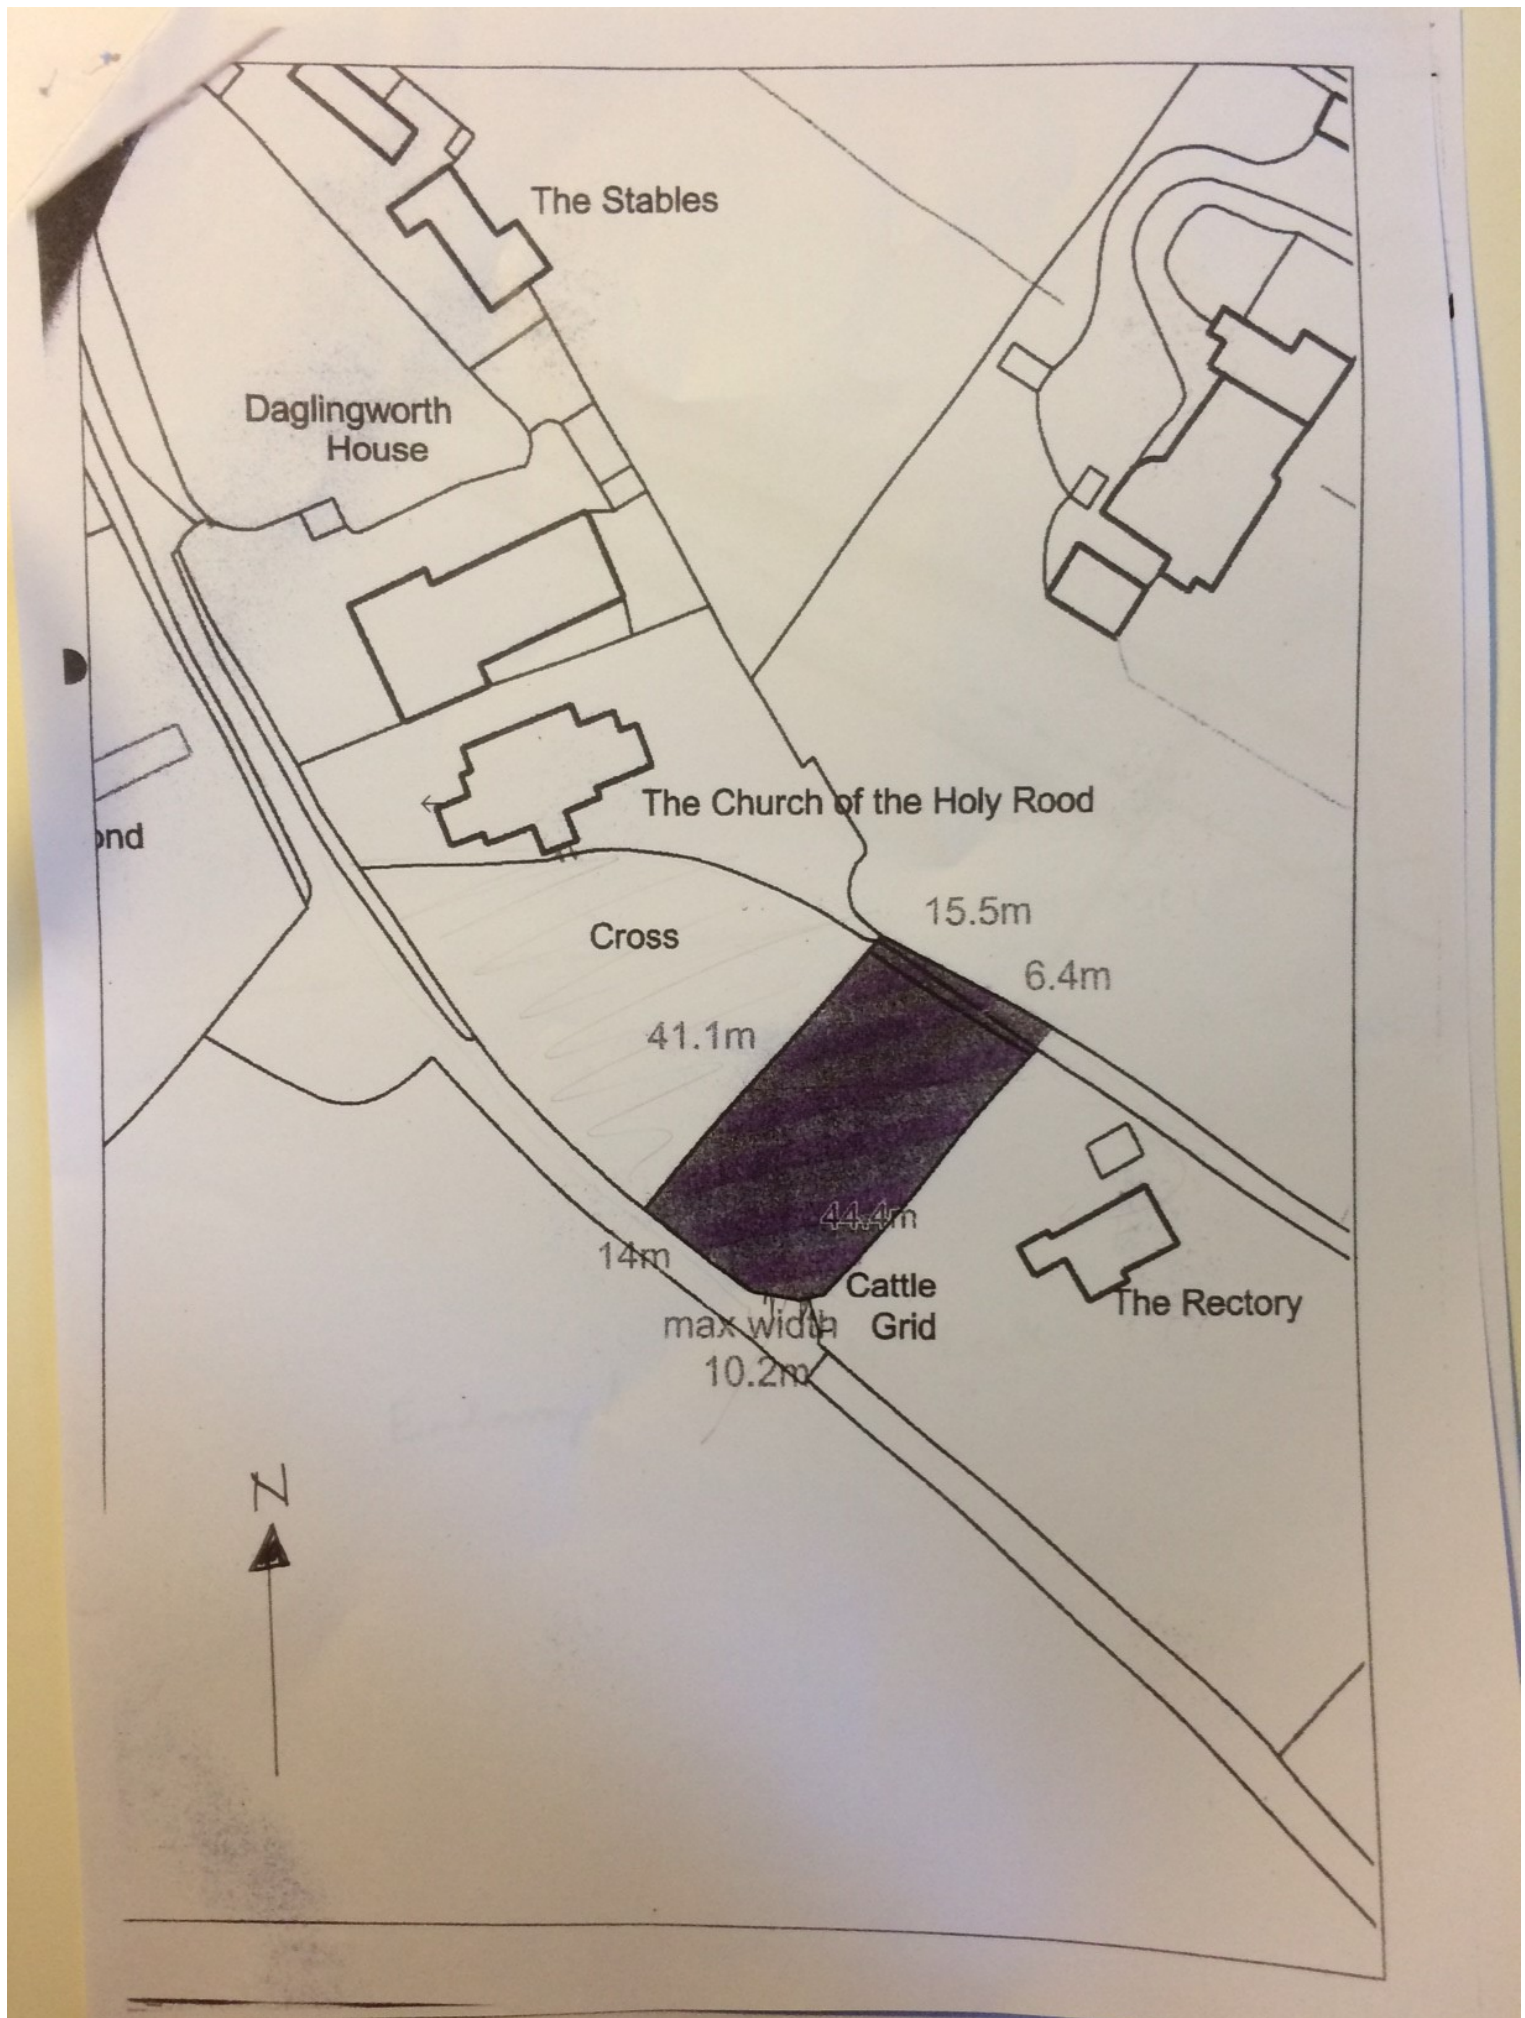 The Stables
Daglingworth
House
The Church of the Holy Rood
ond
15.5m
Cross
6.4m
41.1m
44.4m
14m
Cattle
Grid
The Rectory
max width
10.2m
N